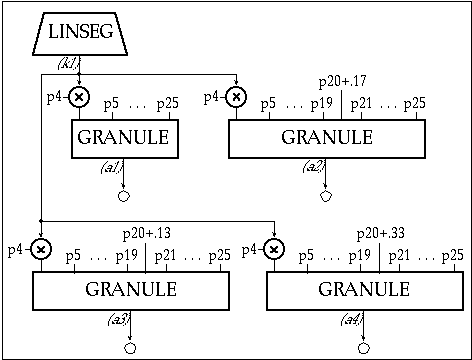 LINSEG
(k1)
p20+.17
p4 p5 ... p25 p4 p5 ... p19 p21 ... p25
GRANULE GRANULE
(a1) (a2)
p20+.13 p20+.33
p4 p5 ... p19 p21 ... p25 p4 p5 ... p19 p21 ... p25
GRANULE GRANULE
(a3) (a4)